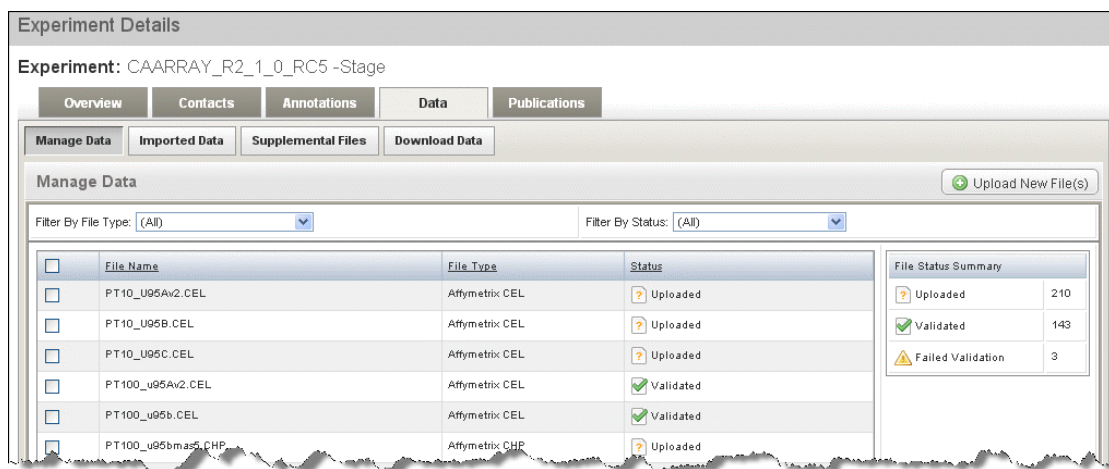 Experiment Details
Experiment: CAARRAY_R2_1_0_RC5 -Stage
Overview Contacts Annotations Data Publications
Manage Data Imported Data Supplemental Files Download Data
Manage Data Upload New File(s)
Filter By File Type: (All) Filter By Status: (All)
File Name File Type Status File Status Summary
PT10_U95Av2.CEL Affymetrix CEL Uploaded Uploaded 210
PT10_U95B.CEL Affymetrix CEL Uploaded Validated 143
PT10_U95C.CEL Affymetrix CEL Uploaded Failed Validation 3
PT100_u95Av2.CEL Affymetrix CEL Validated
PT100_u95b.CEL Affymetrix CEL Validated
PT100_u95bmas5.CHP Affymetrix CHP Uploaded